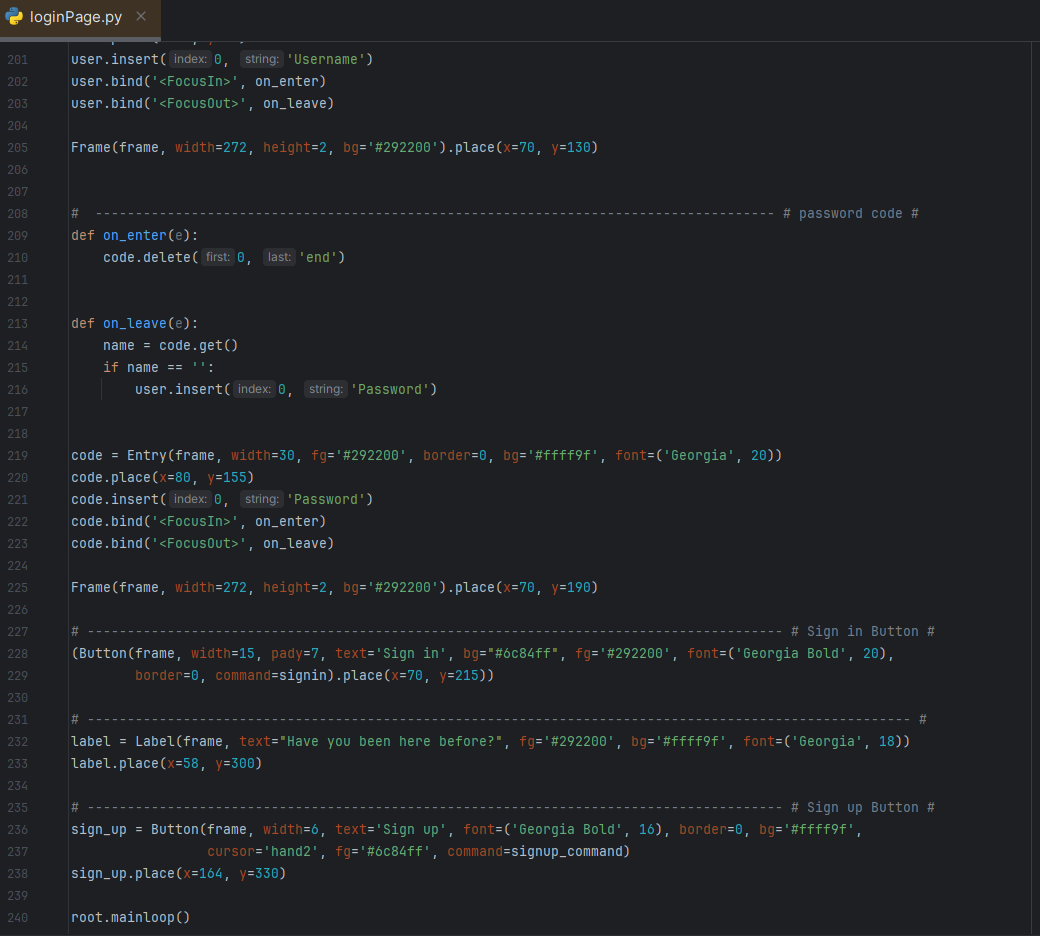 loginPage.py
201 user.insert( index: 0, string: 'Username')
202 user.bind('<FocusIn>', on_enter)
203 user.bind('<FocusOut>', on_leave)
204
205 Frame(frame, width=272, height=2, bg='#292200').place(x=70, y=130)
206
207
208 #  ------------------------------------------------------------------------------------- # password code #
209 def on_enter(e):
210     code.delete( first: 0, last: 'end')
211
212
213 def on_leave(e):
214     name = code.get()
215     if name == '':
216         user.insert( index: 0, string: 'Password')
217
218
219 code = Entry(frame, width=30, fg='#292200', border=0, bg='#ffff9f', font=('Georgia', 20))
220 code.place(x=80, y=155)
221 code.insert( index: 0, string: 'Password')
222 code.bind('<FocusIn>', on_enter)
223 code.bind('<FocusOut>', on_leave)
224
225 Frame(frame, width=272, height=2, bg='#292200').place(x=70, y=190)
226
227 # --------------------------------------------------------------------------------------- # Sign in Button #
228 (Button(frame, width=15, pady=7, text='Sign in', bg="#6c84ff", fg='#292200', font=('Georgia Bold', 20),
229         border=0, command=signin).place(x=70, y=215))
230
231 # ------------------------------------------------------------------------------------------------------- #
232 label = Label(frame, text="Have you been here before?", fg='#292200', bg='#ffff9f', font=('Georgia', 18))
233 label.place(x=58, y=300)
234
235 # --------------------------------------------------------------------------------------- # Sign up Button #
236 sign_up = Button(frame, width=6, text='Sign up', font=('Georgia Bold', 16), border=0, bg='#ffff9f',
237                  cursor='hand2', fg='#6c84ff', command=signup_command)
238 sign_up.place(x=164, y=330)
239
240 root.mainloop()